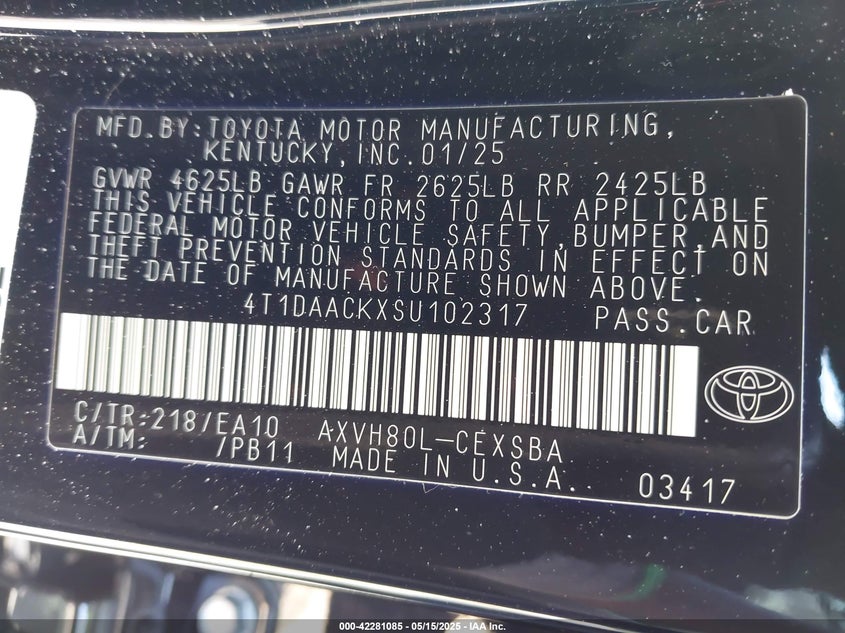 MFD.BY:TOYOTA MOTOR MANUFACTURING,
KENTUCKY, INC.01/25
GVWR 4625LB GAWR FR 2625LB RR 2425LB
THIS VEHICLE CONFORMS TO ALL APPLICABLE
FEDERAL MOTOR VEHICLE SAFETY,BUMPER,AND
THEFT PREVENTION STANDARDS IN EFFECT ON
THE DATE OF MANUFACTURE SHOWN ABOVE.
4T1DAACKXSU102317 PASS.CAR
C/TR:218/EA10 AXVH80L-CEXSBA
A/TM: /PB11 MADE IN U.S.A. 03417
000-42281085 - 05/15/2025 - IAA Inc.